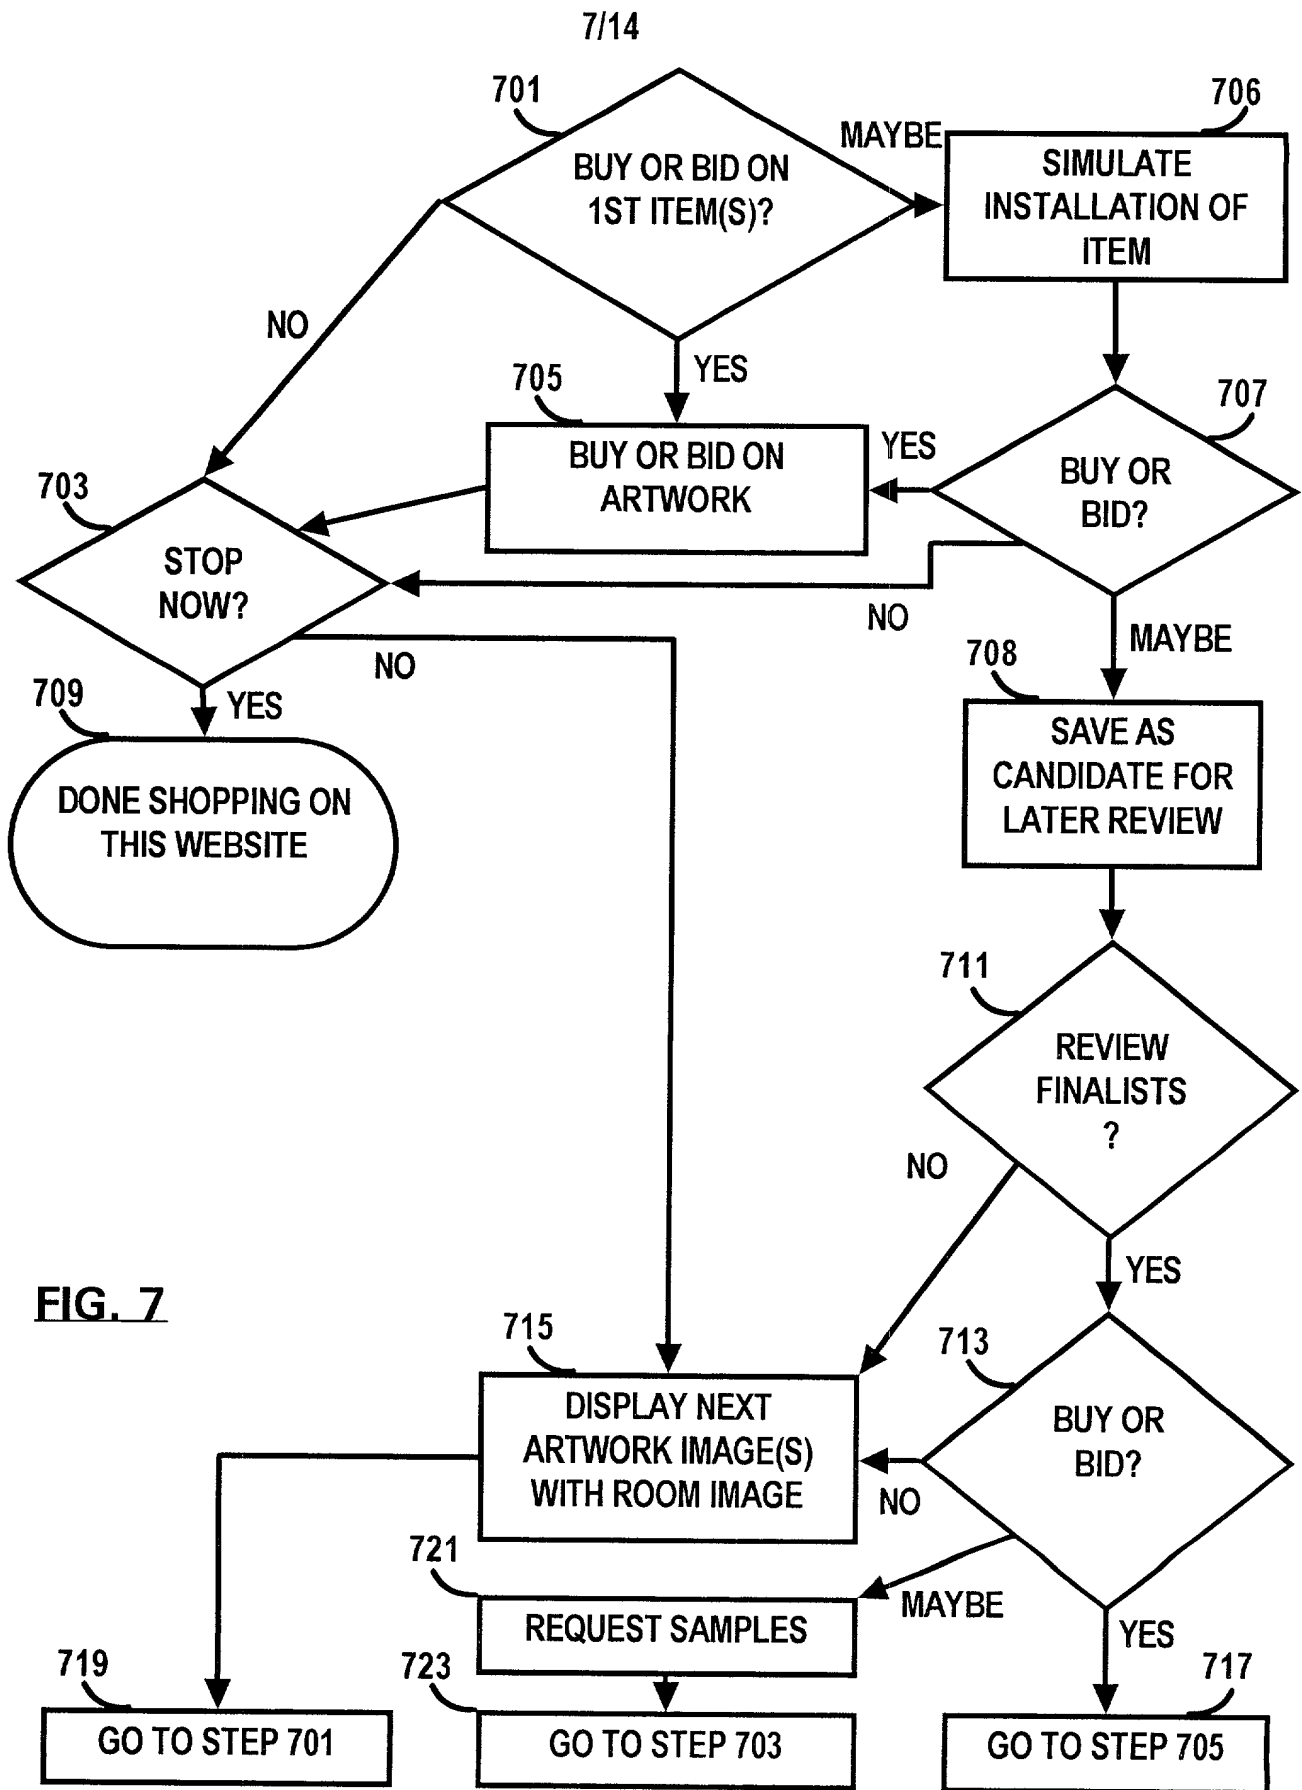 7/14
701
706
BUY OR BID ON
1ST ITEM(S)?
MAYBE
SIMULATE
INSTALLATION OF
ITEM
NO
YES
705
707
BUY OR BID ON
ARTWORK
YES
BUY OR
BID?
703
STOP
NOW?
NO
MAYBE
NO
YES
708
709
SAVE AS
CANDIDATE FOR
LATER REVIEW
DONE SHOPPING ON
THIS WEBSITE
711
REVIEW
FINALISTS
?
NO
YES
FIG. 7
715
713
DISPLAY NEXT
ARTWORK IMAGE(S)
WITH ROOM IMAGE
BUY OR
BID?
NO
721
MAYBE
REQUEST SAMPLES
YES
719
723
717
GO TO STEP 701
GO TO STEP 703
GO TO STEP 705